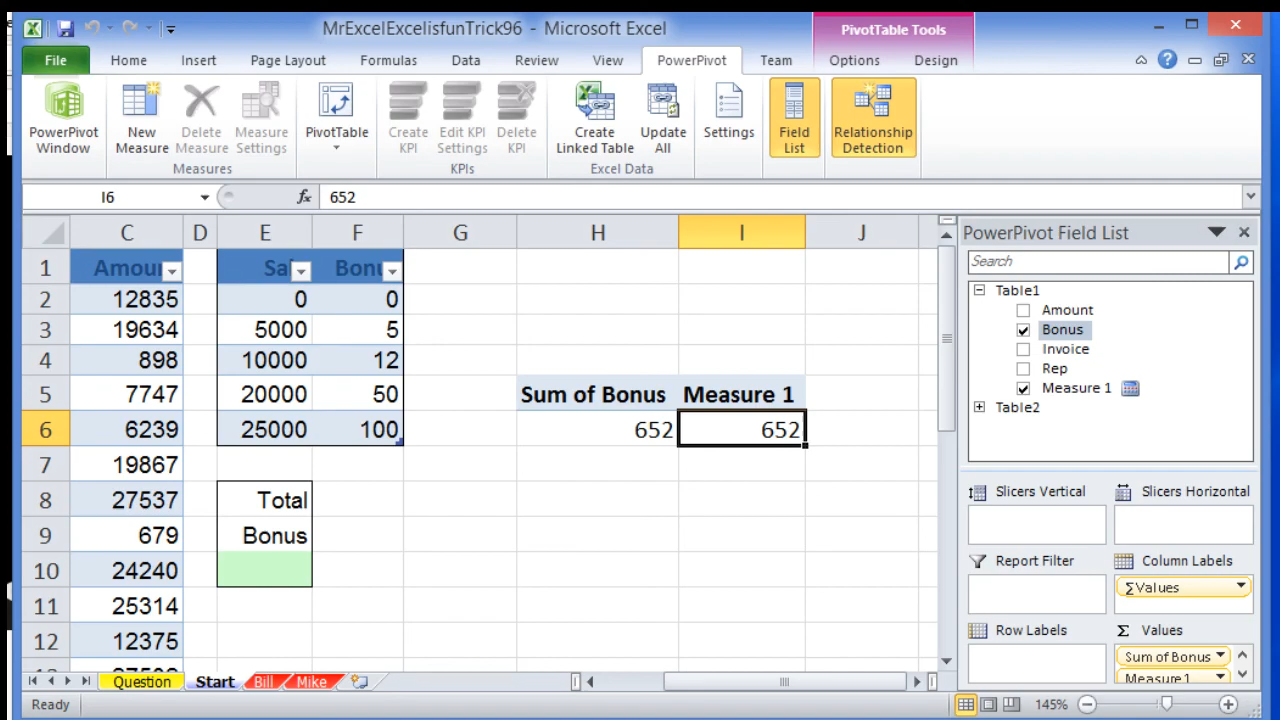 MrExcelExcelisfunTrick96 - Microsoft Excel
PivotTable Tools
File Home Insert Page Layout Formulas Data Review View PowerPivot Team Options Design
PowerPivot Window
New Measure
Delete Measure
Measure Settings
PivotTable
Create KPI
Edit KPI Settings
Delete KPI
Create Linked Table
Update All
Settings
Field List
Relationship Detection
Measures KPIs Excel Data
I6 fx 652
C D E F G H I J
1 Amoun Sal Bonu
2 12835 0 0
3 19634 5000 5
4 898 10000 12
5 7747 20000 50 Sum of Bonus Measure 1
6 6239 25000 100 652 652
7 19867
8 27537 Total
9 679 Bonus
10 24240
11 25314
12 12375
PowerPivot Field List
Search
Table1
Amount
Bonus
Invoice
Rep
Measure 1
Table2
Slicers Vertical Slicers Horizontal
Report Filter Column Labels
ΣValues
Row Labels Σ Values
Sum of Bonus
Measure 1
Question Start Bill Mike
Ready 145%